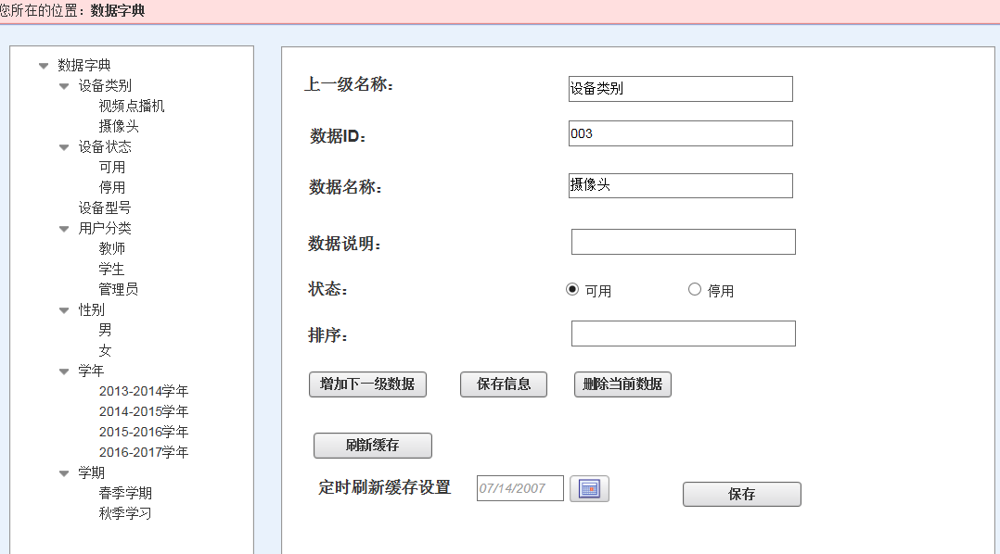 您所在的位置：数据字典
数据字典
设备类别
视频点播机
摄像头
设备状态
可用
停用
设备型号
用户分类
教师
学生
管理员
性别
男
女
学年
2013-2014学年
2014-2015学年
2015-2016学年
2016-2017学年
学期
春季学期
秋季学习
上一级名称： 设备类别
数据ID： 003
数据名称： 摄像头
数据说明：
状态： 可用 停用
排序：
增加下一级数据 保存信息 删除当前数据
刷新缓存
定时刷新缓存设置 07/14/2007 保存